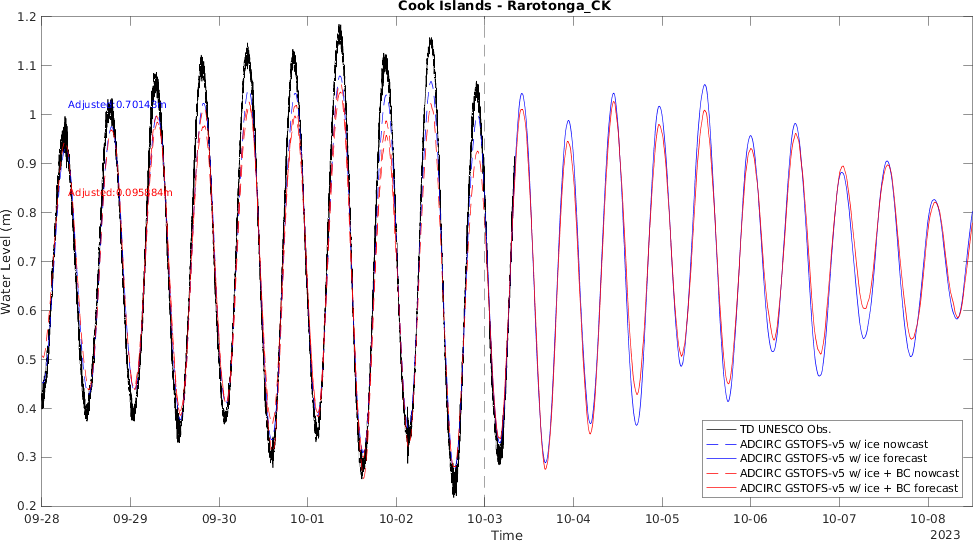 Cook Islands - Rarotonga_CK
1.2
1.1
1
0.9
0.8
0.7
0.6
0.5
0.4
0.3
0.2
Water Level (m)
Adjusted:0.70143m
Adjusted:0.095884m
TD UNESCO Obs.
ADCIRC GSTOFS-v5 w/ ice nowcast
ADCIRC GSTOFS-v5 w/ ice forecast
ADCIRC GSTOFS-v5 w/ ice + BC nowcast
ADCIRC GSTOFS-v5 w/ ice + BC forecast
09-28 09-29 09-30 10-01 10-02 10-03 10-04 10-05 10-06 10-07 10-08
Time
2023